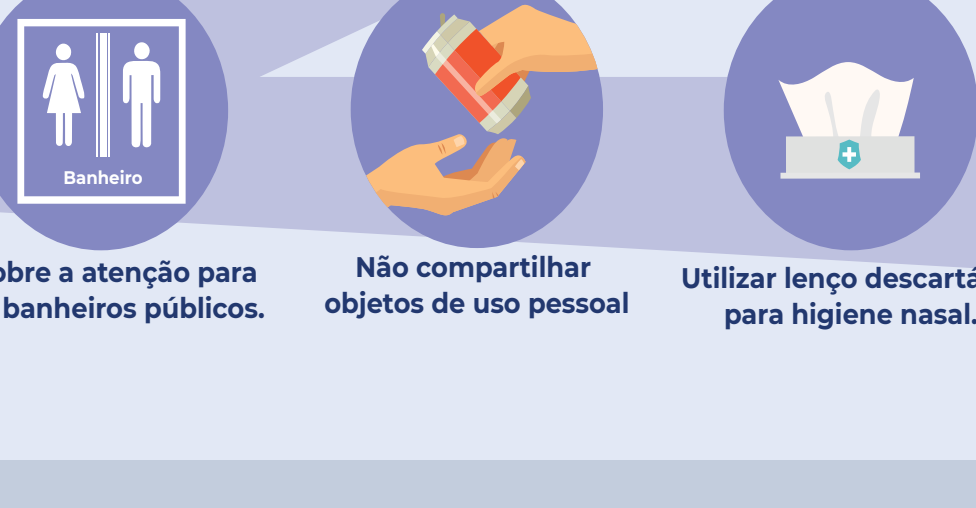 Banheiro
obre a atenção para
banheiros públicos.
Não compartilhar
objetos de uso pessoal
Utilizar lenço descartá
para higiene nasal.